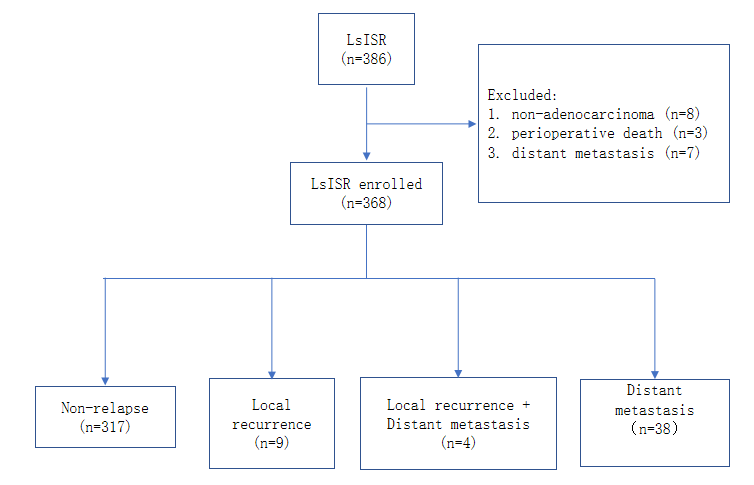 LsISR
(n=386)
Excluded:
1. non-adenocarcinoma (n=8)
2. perioperative death (n=3)
3. distant metastasis (n=7)
LsISR enrolled
(n=368)
Non-relapse
(n=317)
Local
recurrence
(n=9)
Local recurrence +
Distant metastasis
(n=4)
Distant
metastasis
(n=38)